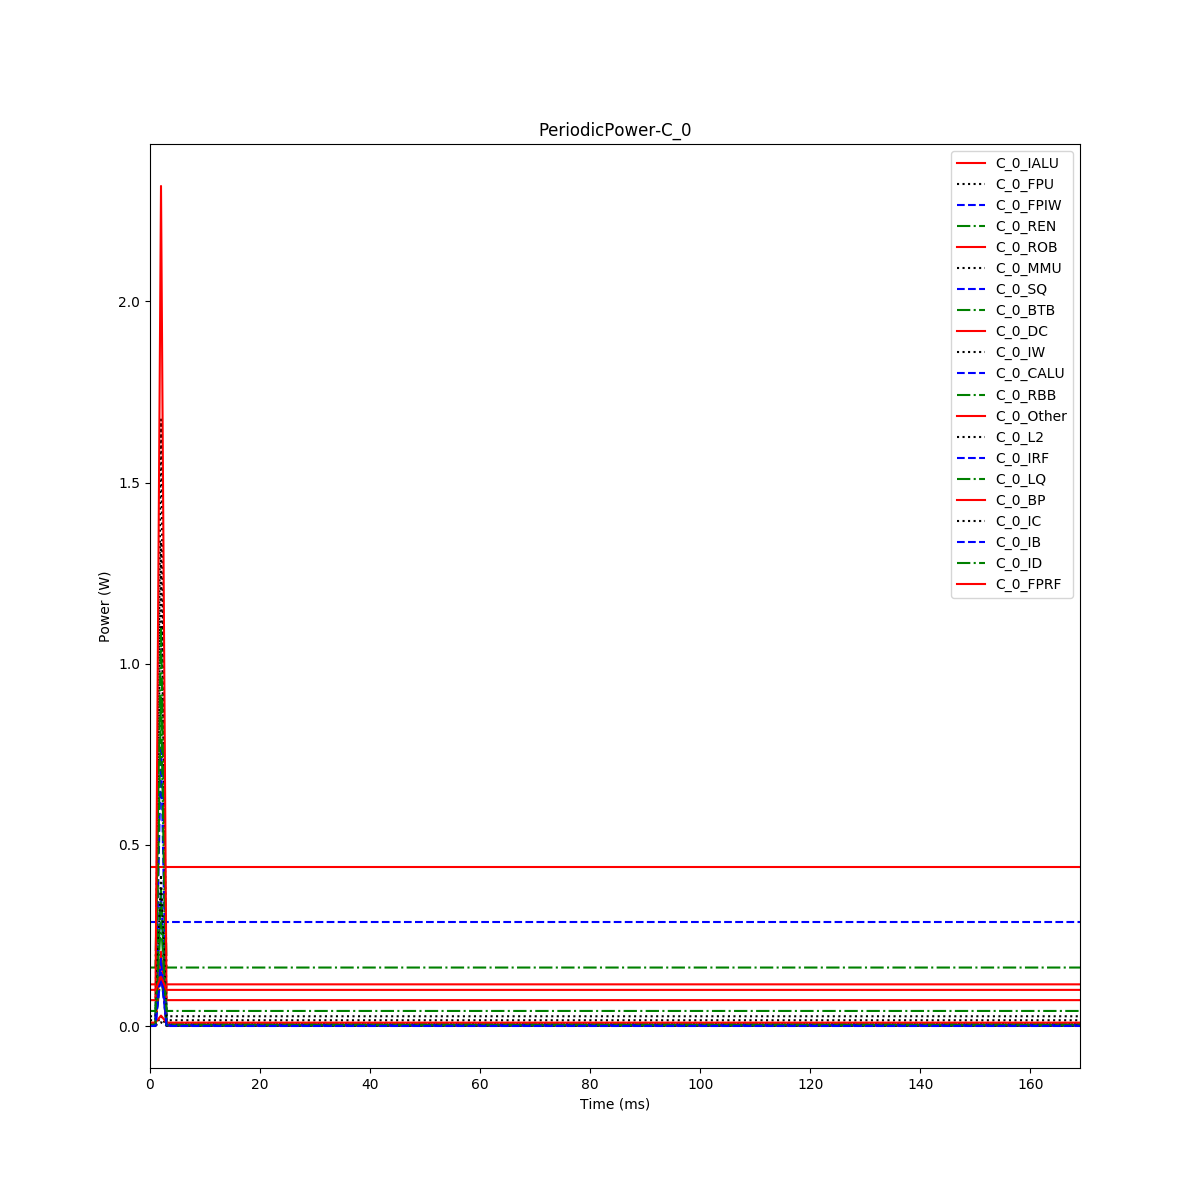 PeriodicPower-C_0
C_0_IALU
C_0_FPU
C_0_FPIW
C_0_REN
C_0_ROB
C_0_MMU
C_0_SQ
C_0_BTB
C_0_DC
C_0_IW
C_0_CALU
C_0_RBB
C_0_Other
C_0_L2
C_0_IRF
C_0_LQ
C_0_BP
C_0_IC
C_0_IB
C_0_ID
C_0_FPRF
2.0
1.5
1.0
0.5
0.0
Power (W)
0 20 40 60 80 100 120 140 160
Time (ms)